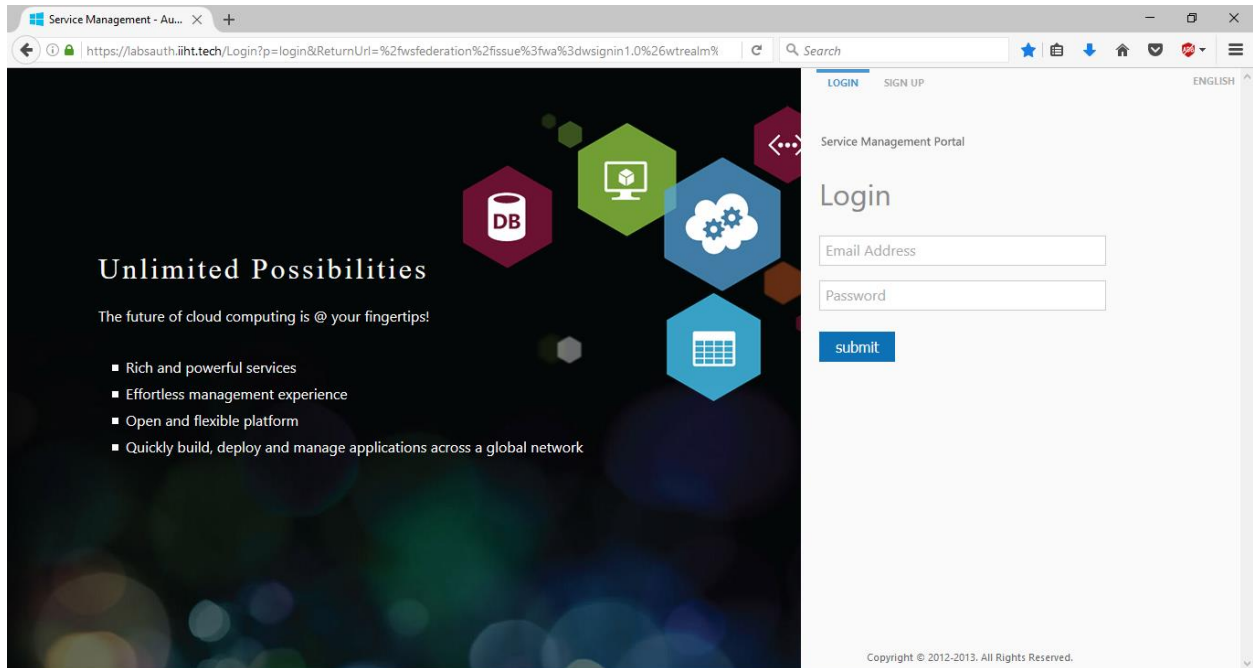 Service Management - Au...
https://labsauth.iiht.tech/Login?p=login&ReturnUrl=%2fwsfederation%2fissue%3fwa%3dwsignin1.0%26wtrealm%
Search
LOGIN SIGN UP ENGLISH
Service Management Portal
Login
Email Address
Password
submit
DB
Unlimited Possibilities
The future of cloud computing is @ your fingertips!
Rich and powerful services
Effortless management experience
Open and flexible platform
Quickly build, deploy and manage applications across a global network
Copyright © 2012-2013. All Rights Reserved.